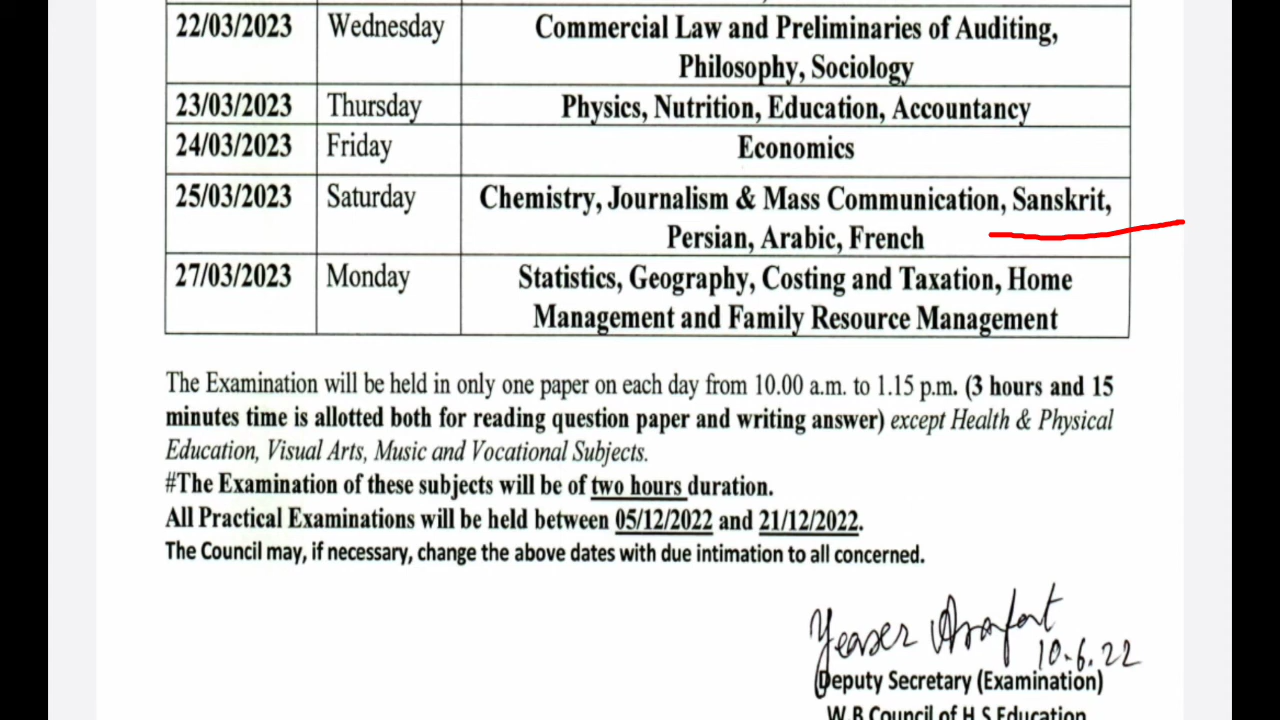 22/03/2023 Wednesday Commercial Law and Preliminaries of Auditing,
Philosophy, Sociology
23/03/2023 Thursday Physics, Nutrition, Education, Accountancy
24/03/2023 Friday Economics
25/03/2023 Saturday Chemistry, Journalism & Mass Communication, Sanskrit,
Persian, Arabic, French
27/03/2023 Monday Statistics, Geography, Costing and Taxation, Home
Management and Family Resource Management
The Examination will be held in only one paper on each day from 10.00 a.m. to 1.15 p.m. (3 hours and 15
minutes time is allotted both for reading question paper and writing answer) except Health & Physical
Education, Visual Arts, Music and Vocational Subjects.
#The Examination of these subjects will be of two hours duration.
All Practical Examinations will be held between 05/12/2022 and 21/12/2022.
The Council may, if necessary, change the above dates with due intimation to all concerned.
Yeaser Arafat
10.6.22
Deputy Secretary (Examination)
W.B Council of H.S Education